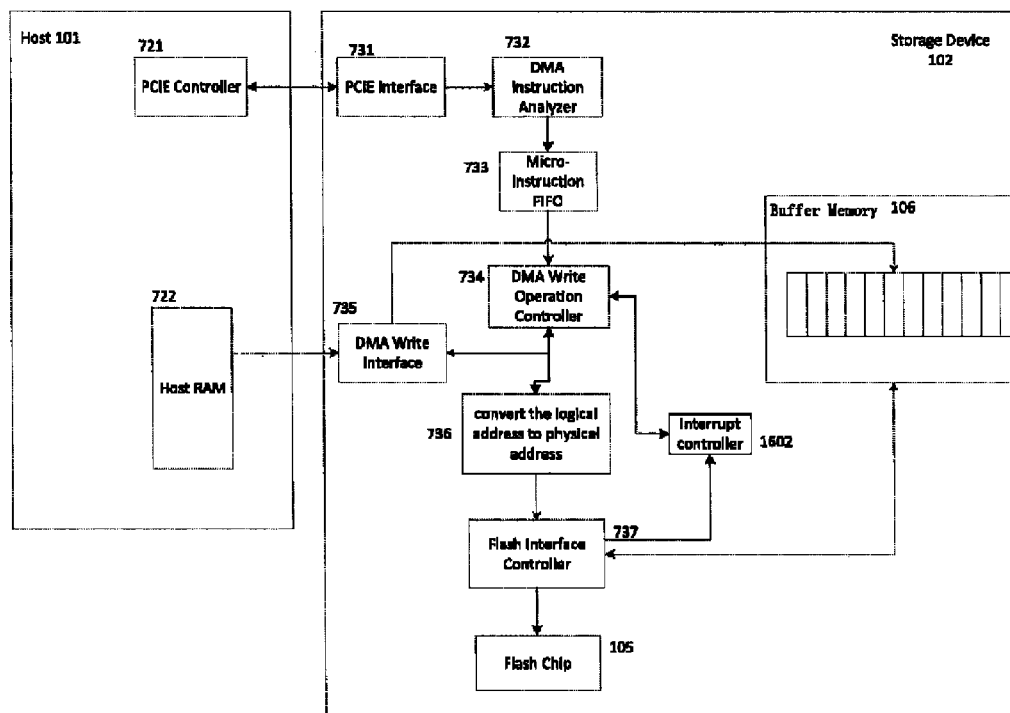 Host 101
721
PCIE Controller
731
PCIE Interface
732
DMA
Instruction
Analyzer
Storage Device
102
733
Micro-
Instruction
FIFO
Buffer Memory 106
734
DMA Write
Operation
Controller
722
Host RAM
735
DMA Write
Interface
736
convert the logical
address to physical
address
Interrupt
controller
1602
737
Flash Interface
Controller
105
Flash Chip